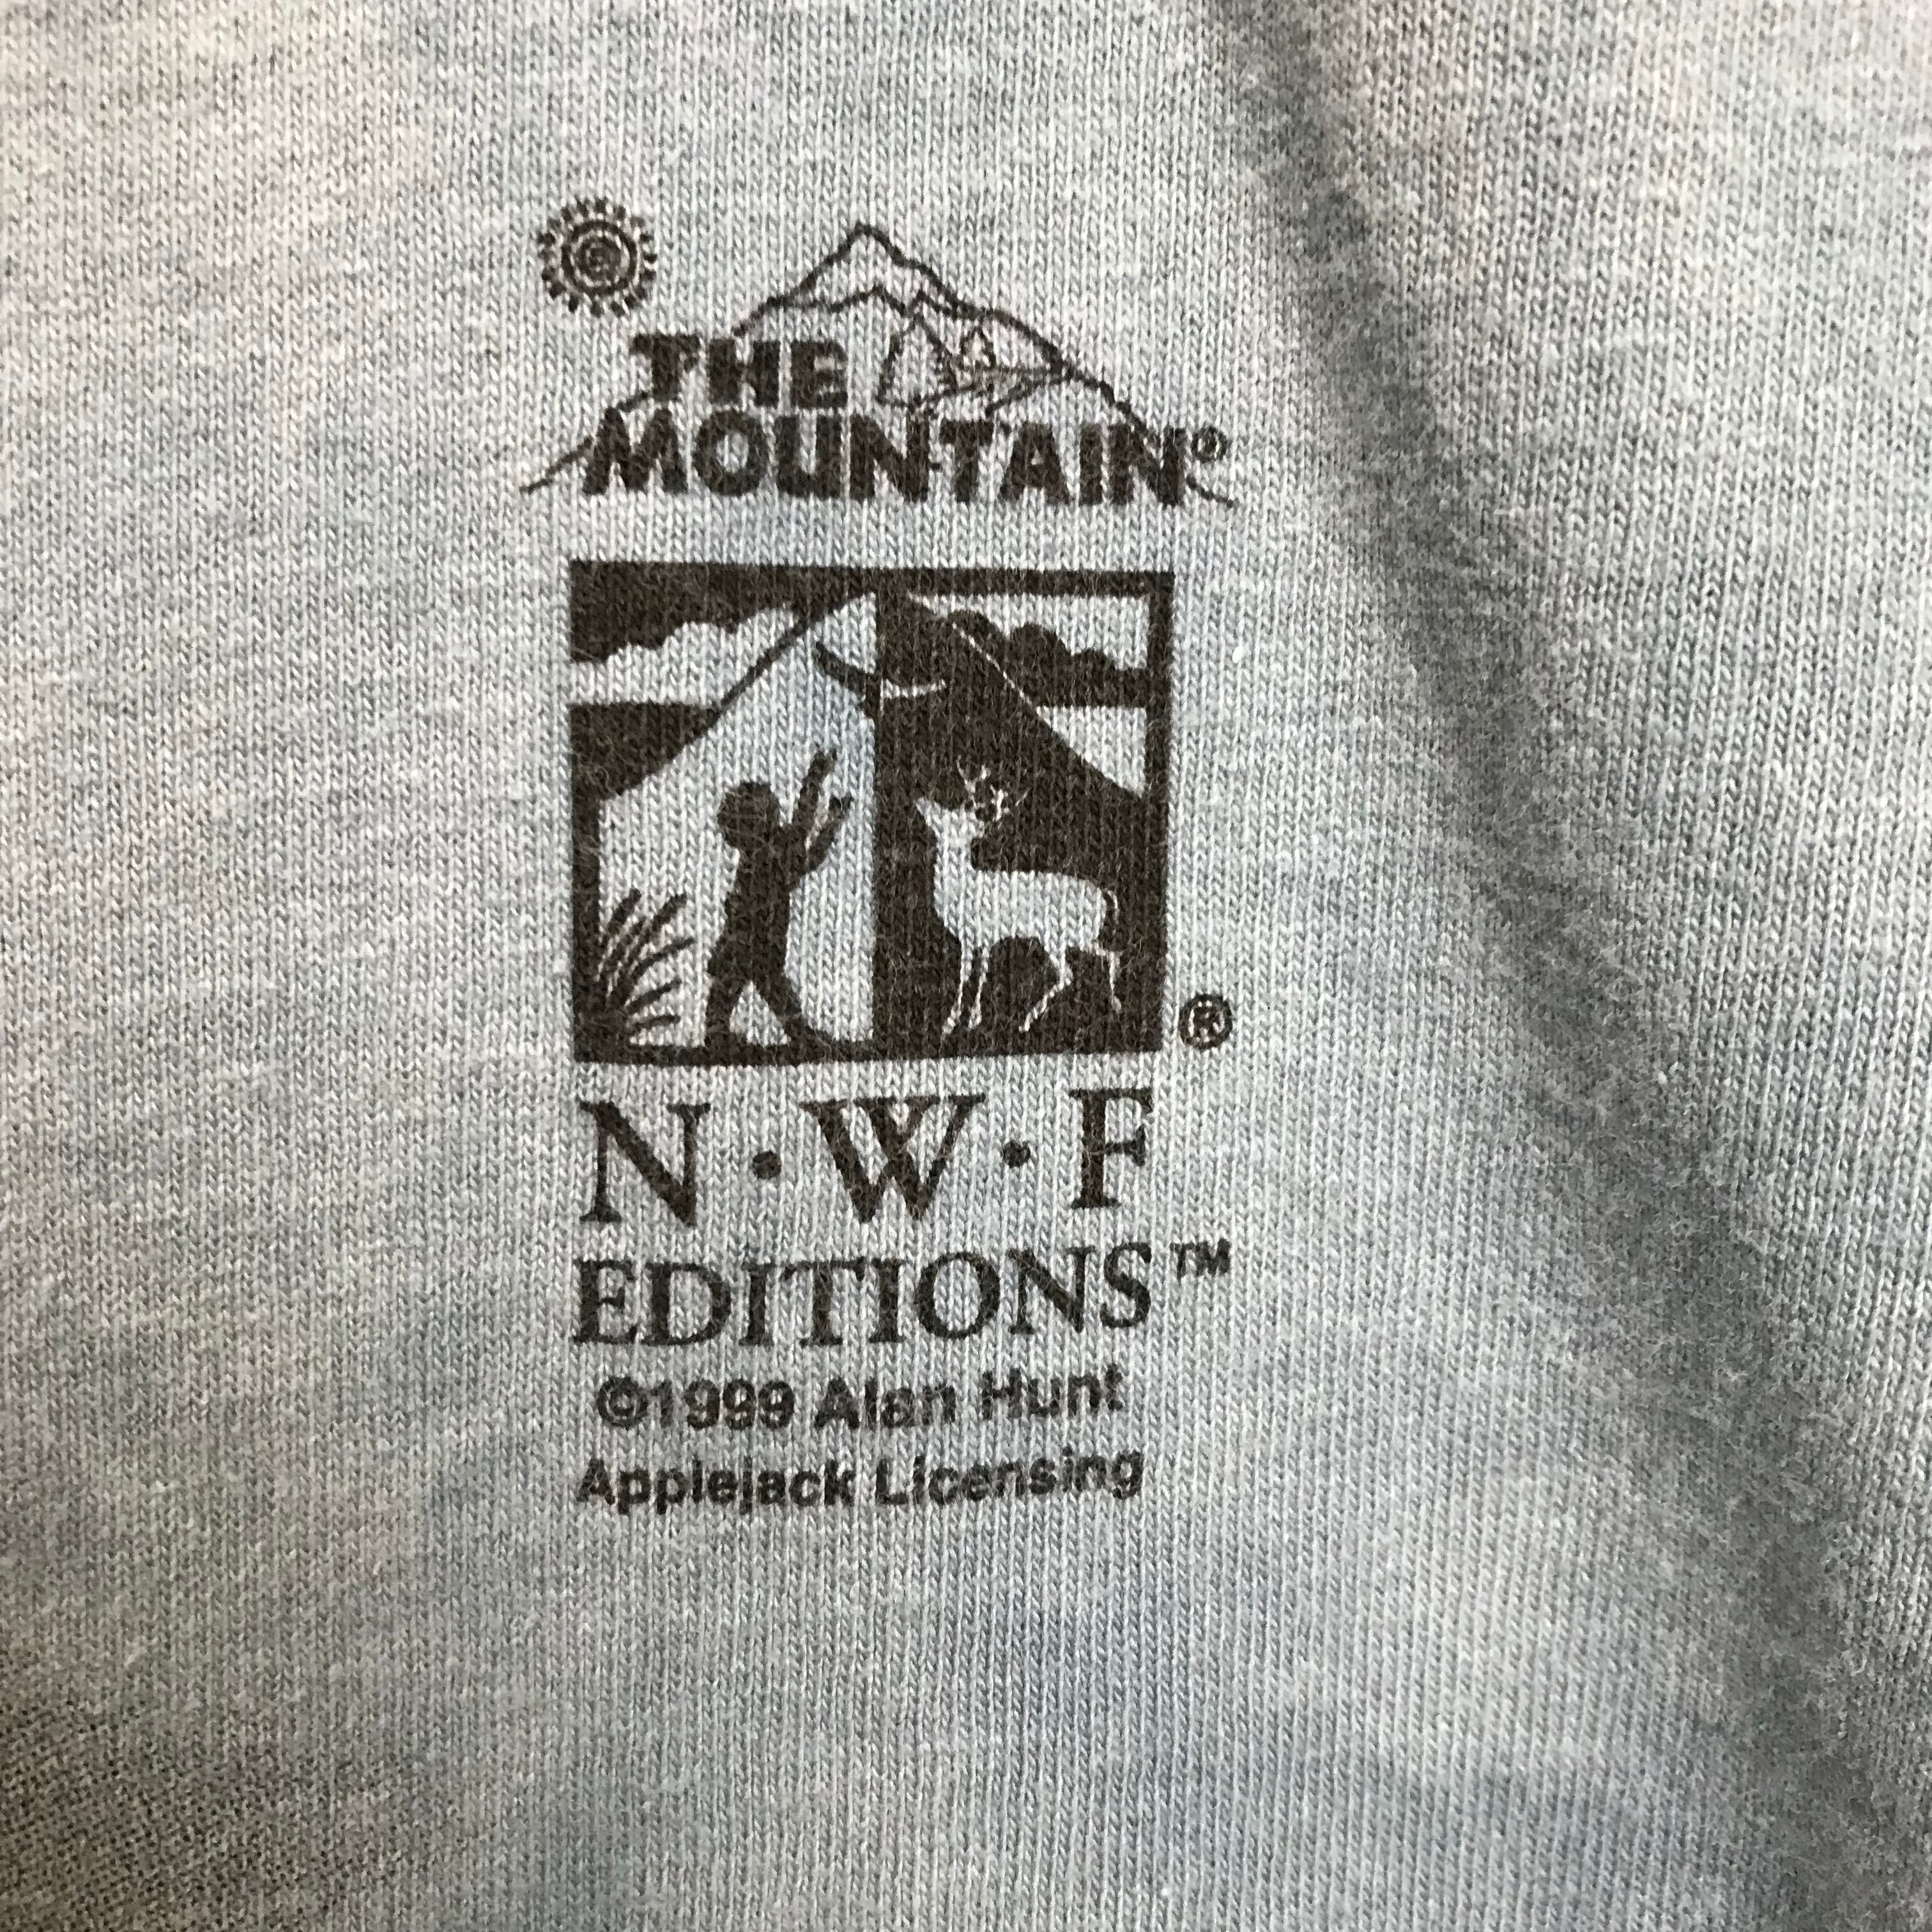 THE
MOUNTAIN®
®
N·W·F
EDITIONS™
©1999 Alan Hunt
Applejack Licensing